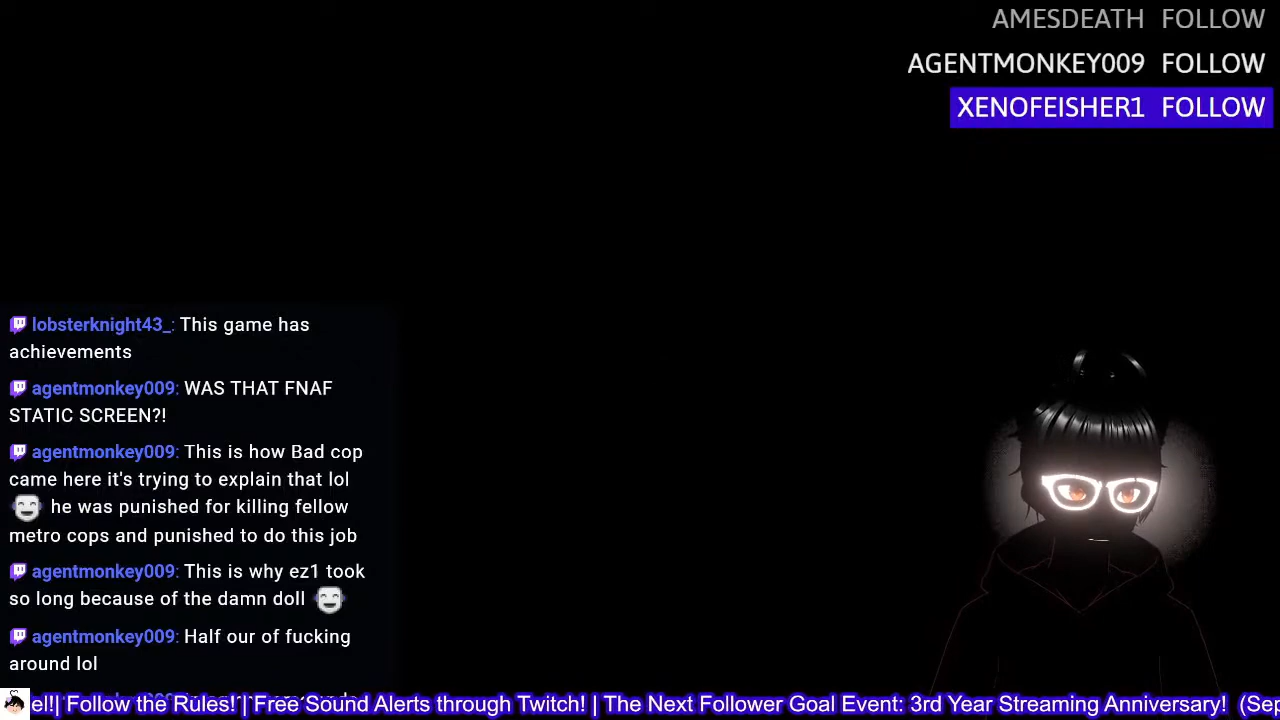 AMESDEATH FOLLOW
AGENTMONKEY009 FOLLOW
XENOFEISHER1 FOLLOW
lobsterknight43_: This game has
achievements
agentmonkey009: WAS THAT FNAF
STATIC SCREEN?!
agentmonkey009: This is how Bad cop
came here it's trying to explain that lol
he was punished for killing fellow
metro cops and punished to do this job
agentmonkey009: This is why ez1 took
so long because of the damn doll
agentmonkey009: Half our of fucking
around lol
el!| Follow the Rules! | Free Sound Alerts through Twitch! | The Next Follower Goal Event: 3rd Year Streaming Anniversary! (Sep